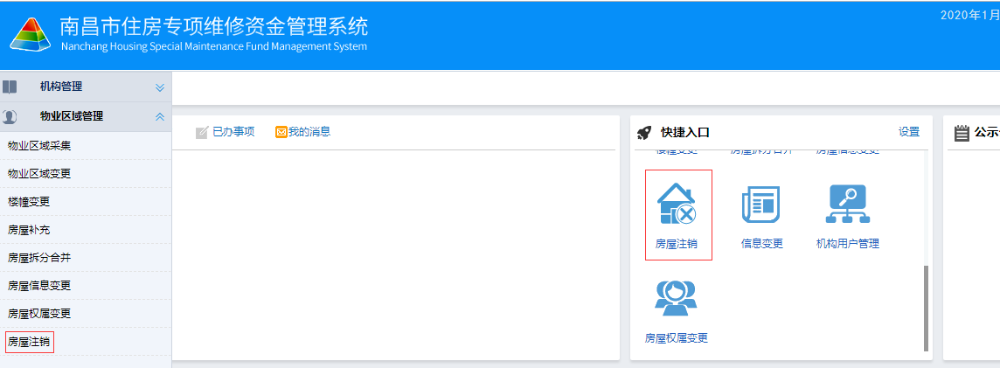 南昌市住房专项维修资金管理系统
Nanchang Housing Special Maintenance Fund Management System
2020年1月
机构管理
物业区域管理
物业区域采集
物业区域变更
楼幢变更
房屋补充
房屋拆分合并
房屋信息变更
房屋权属变更
房屋注销
已办事项 我的消息
快捷入口 设置
楼幢变更 房屋拆分合并 房屋信息变更
房屋注销 信息变更 机构用户管理
房屋权属变更
公示